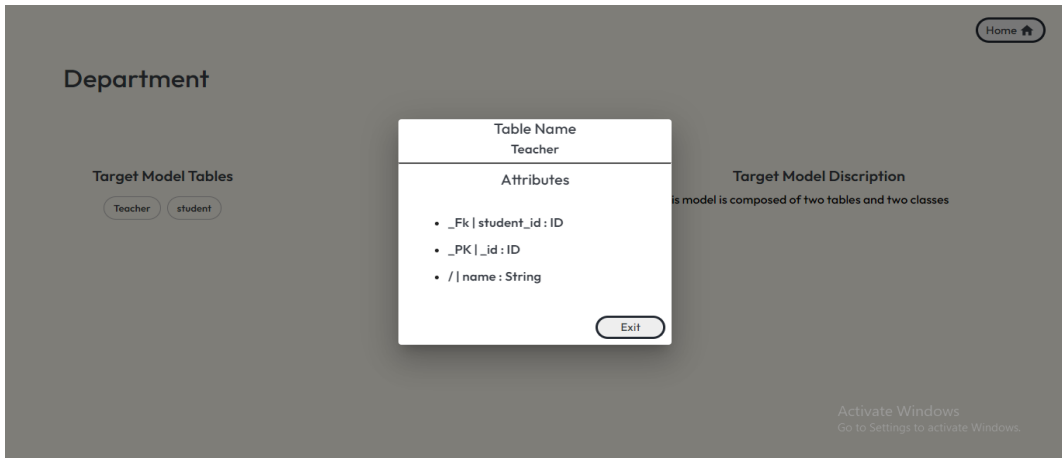 Home
Department
Table Name
Teacher
Target Model Tables
Attributes
Target Model Discription
Teacher
student
is model is composed of two tables and two classes
• _Fk | student_id : ID
• _PK | _id : ID
• / | name : String
Exit
Activate Windows
Go to Settings to activate Windows.